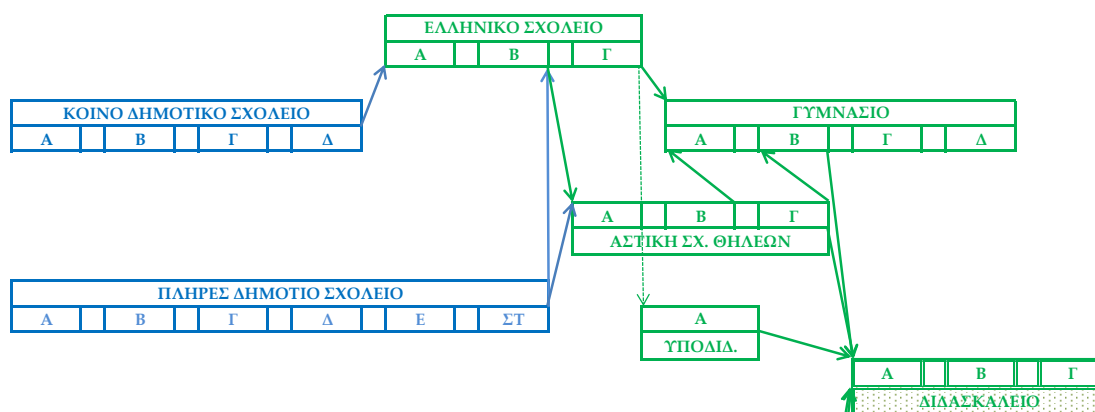 ΕΛΛΗΝΙΚΟ ΣΧΟΛΕΙΟ
Α Β Γ
ΚΟΙΝΟ ΔΗΜΟΤΙΚΟ ΣΧΟΛΕΙΟ
Α Β Γ Δ
ΓΥΜΝΑΣΙΟ
Α Β Γ Δ
Α Β Γ
ΑΣΤΙΚΗ ΣΧ. ΘΗΛΕΩΝ
ΠΛΗΡΕΣ ΔΗΜΟΤΙΟ ΣΧΟΛΕΙΟ
Α Β Γ Δ Ε ΣΤ
Α
ΥΠΟΔΙΔ.
Α Β Γ
ΔΙΔΑΣΚΑΛΕΙΟ